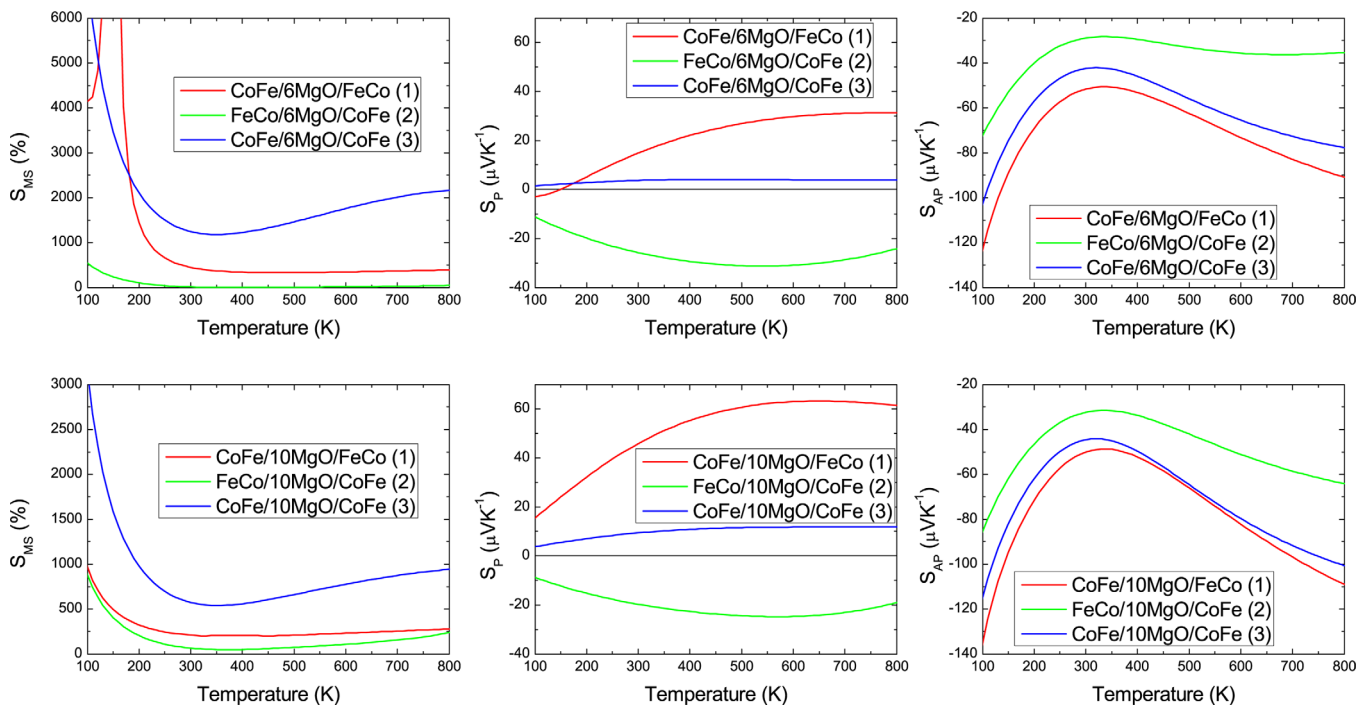 6000
5000
4000
3000
2000
1000
0
S_MS (%)
CoFe/6MgO/FeCo (1)
FeCo/6MgO/CoFe (2)
CoFe/6MgO/CoFe (3)
100 200 300 400 500 600 700 800
Temperature (K)
60
40
20
0
-20
-40
S_P (μVK⁻¹)
CoFe/6MgO/FeCo (1)
FeCo/6MgO/CoFe (2)
CoFe/6MgO/CoFe (3)
100 200 300 400 500 600 700 800
Temperature (K)
-20
-40
-60
-80
-100
-120
-140
S_AP (μVK⁻¹)
CoFe/6MgO/FeCo (1)
FeCo/6MgO/CoFe (2)
CoFe/6MgO/CoFe (3)
100 200 300 400 500 600 700 800
Temperature (K)
3000
2500
2000
1500
1000
500
0
S_MS (%)
CoFe/10MgO/FeCo (1)
FeCo/10MgO/CoFe (2)
CoFe/10MgO/CoFe (3)
100 200 300 400 500 600 700 800
Temperature (K)
60
40
20
0
-20
-40
S_P (μVK⁻¹)
CoFe/10MgO/FeCo (1)
FeCo/10MgO/CoFe (2)
CoFe/10MgO/CoFe (3)
100 200 300 400 500 600 700 800
Temperature (K)
-20
-40
-60
-80
-100
-120
-140
S_AP (μVK⁻¹)
CoFe/10MgO/FeCo (1)
FeCo/10MgO/CoFe (2)
CoFe/10MgO/CoFe (3)
100 200 300 400 500 600 700 800
Temperature (K)